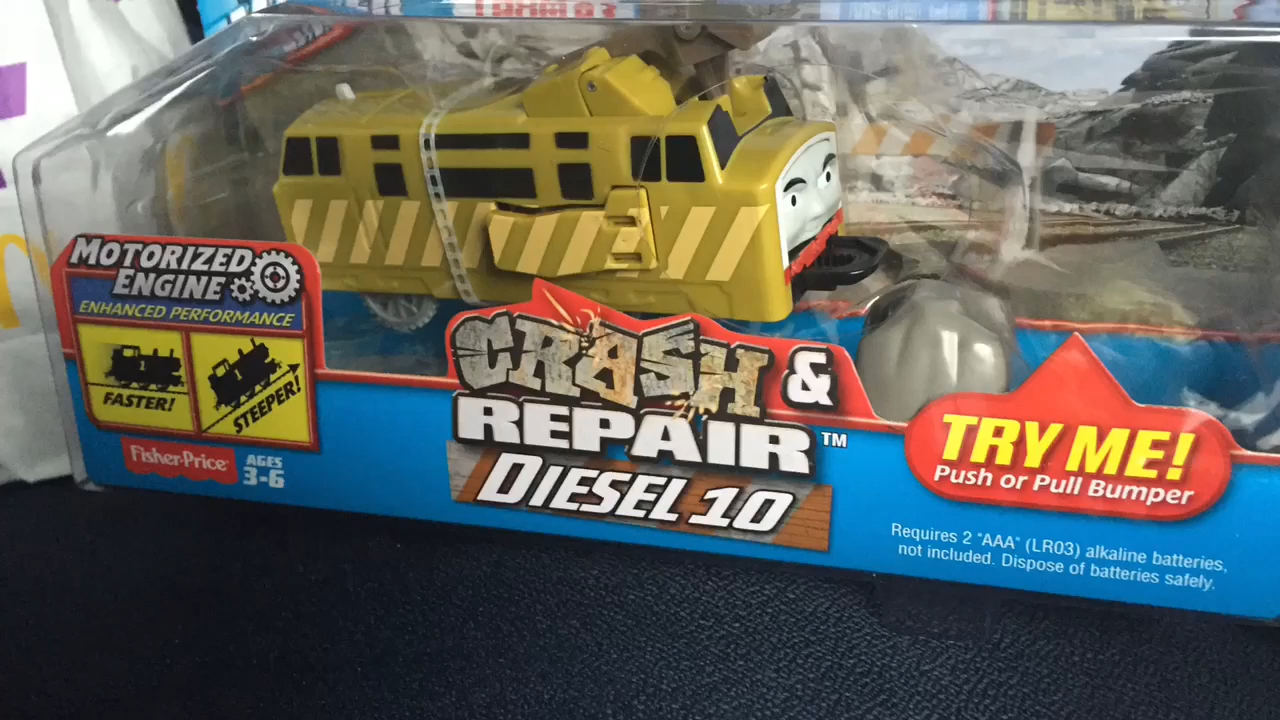 MOTORIZED
ENGINE
ENHANCED PERFORMANCE
FASTER!
STEEPER!
Fisher-Price
AGES
3-6
CRASH &
REPAIR™
DIESEL 10
TRY ME!
Push or Pull Bumper
Requires 2 "AAA" (LR03) alkaline batteries,
not included. Dispose of batteries safely.